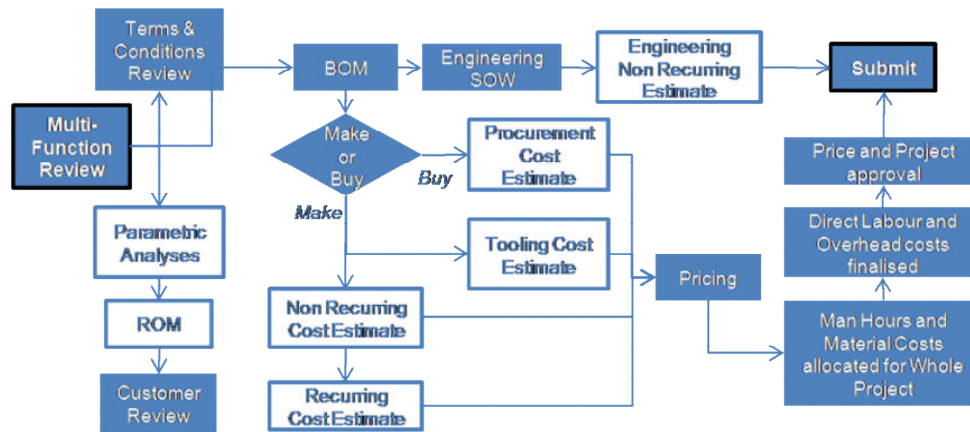 Terms &
Conditions
Review
BOM
Engineering
SOW
Engineering
Non Recurring
Estimate
Submit
Multi-
Function
Review
Make
or
Buy
Buy
Make
Procurement
Cost
Estimate
Price and Project
approval
Parametric
Analyses
Tooling Cost
Estimate
Direct Labour and
Overhead costs
finalised
Pricing
ROM
Non Recurring
Cost Estimate
Man Hours and
Material Costs
allocated for Whole
Project
Customer
Review
Recurring
Cost Estimate